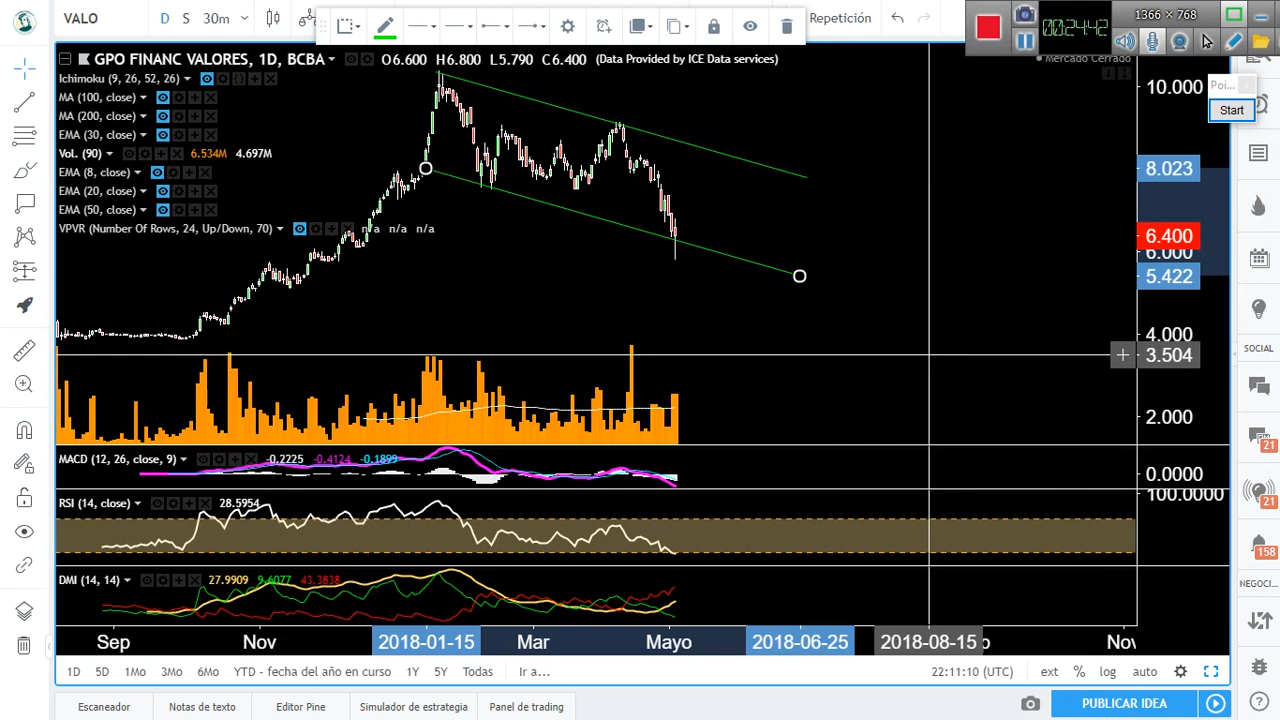 VALO D S 30m Repetición 00:24:42 1366 × 768
GPO FINANC VALORES, 1D, BCBA O6.600 H6.800 L5.790 C6.400 (Data Provided by ICE Data services) Mercado Cerrado
Ichimoku (9, 26, 52, 26)
MA (100, close)
MA (200, close)
EMA (30, close)
Vol. (90) 6.534M 4.697M
EMA (8, close)
EMA (20, close)
EMA (50, close)
VPVR (Number Of Rows, 24, Up/Down, 70) n/a n/a n/a
Poi...
Start
10.000
8.023
6.400
6.000
5.422
4.000
3.504
2.000
SOCIAL
21
21
158
MACD (12, 26, close, 9) -0.2225 -0.4124 -0.1899 0.0000
RSI (14, close) 28.5954 100.0000
DMI (14, 14) 27.9909 9.6077 43.3838
NEGOCI...
Sep Nov 2018-01-15 Mar Mayo 2018-06-25 2018-08-15 Nov
1D 5D 1Mo 3Mo 6Mo YTD - fecha del año en curso 1Y 5Y Todas Ir a... 22:11:10 (UTC) ext % log auto
Escaneador Notas de texto Editor Pine Simulador de estrategia Panel de trading PUBLICAR IDEA